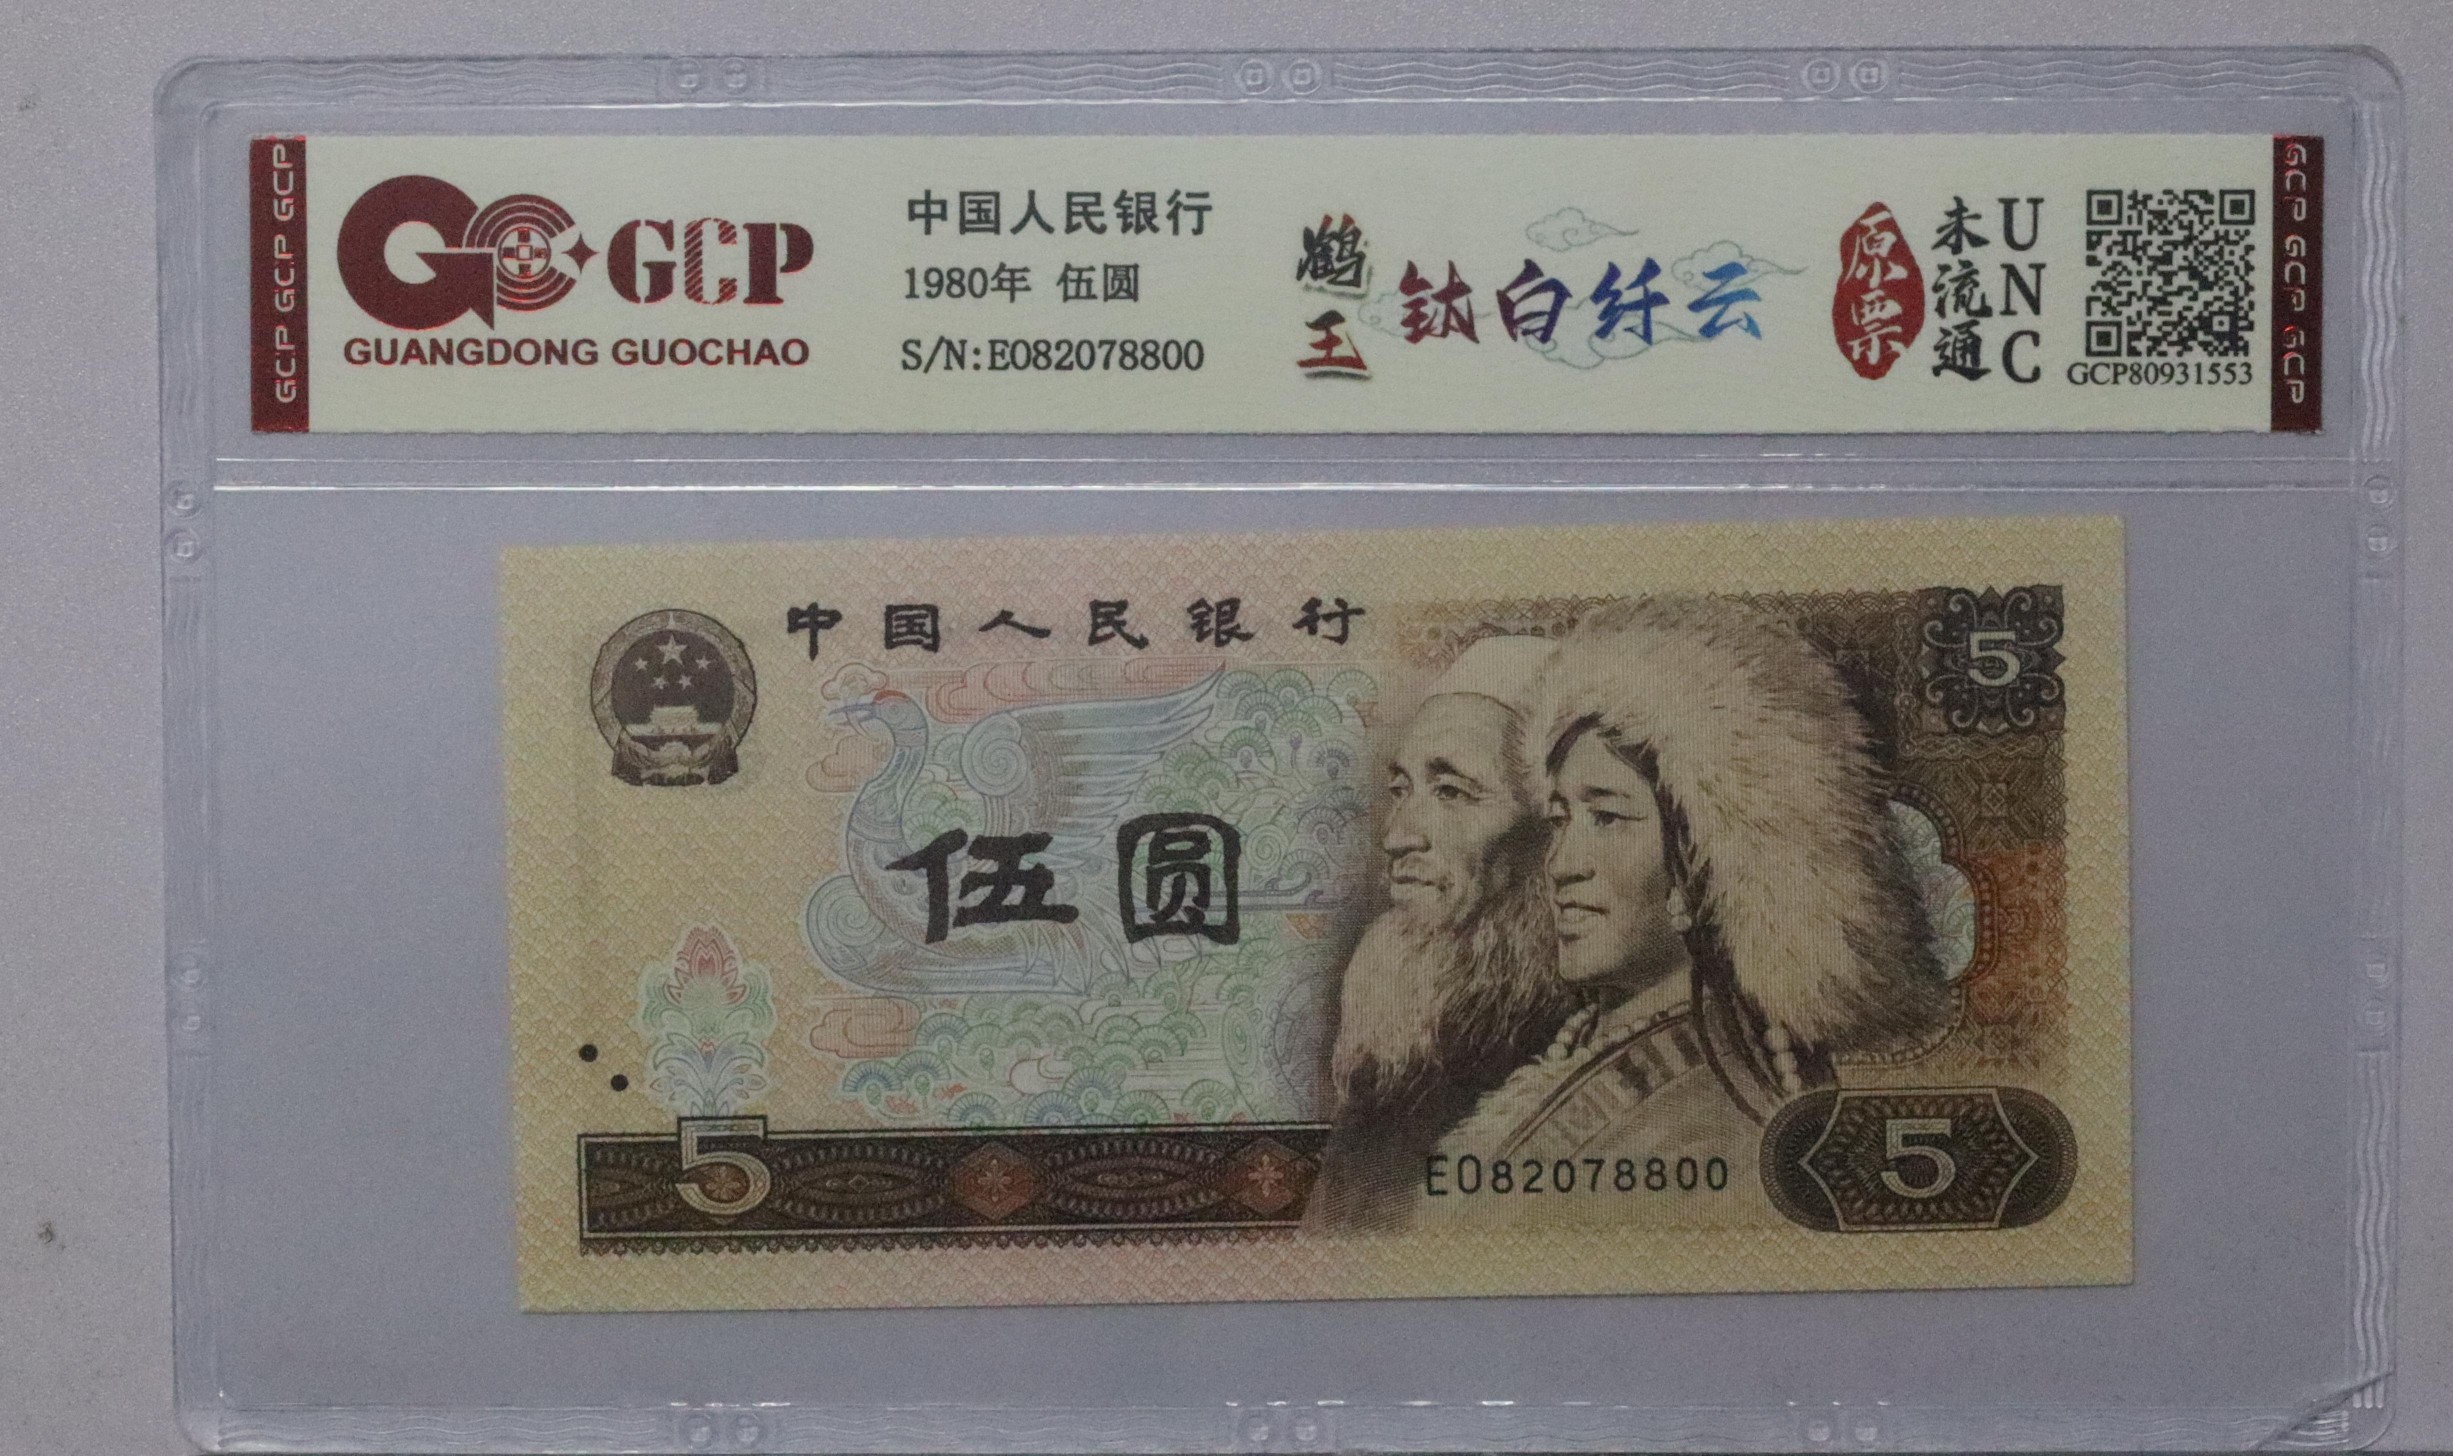 GCP GCP GCP
GCP
GUANGDONG GUOCHAO
中国人民银行
1980年 伍圆
S/N:EO82078800
鹤王
钛白纤云
原票
未流通
UNC
GCP80931553
GCP GCP GCP
中国人民银行
5
伍圆
5
EO82078800
5